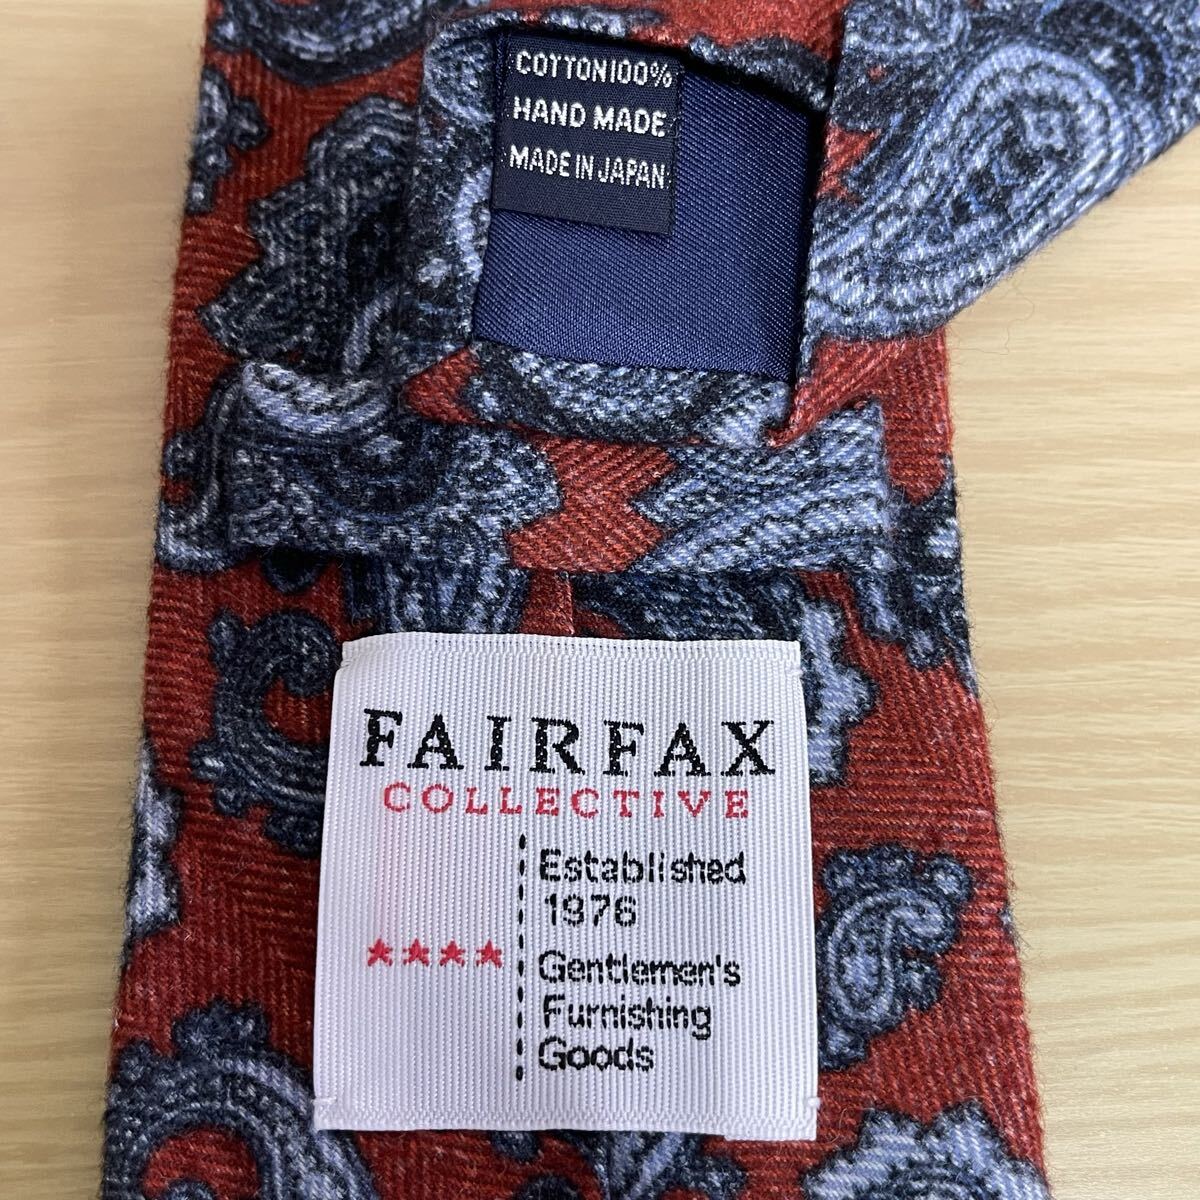 COTTON100%
HAND MADE
MADE IN JAPAN
FAIRFAX
COLLECTIVE
Established
1976
★★★★
Gentlemen's
Furnishing
Goods